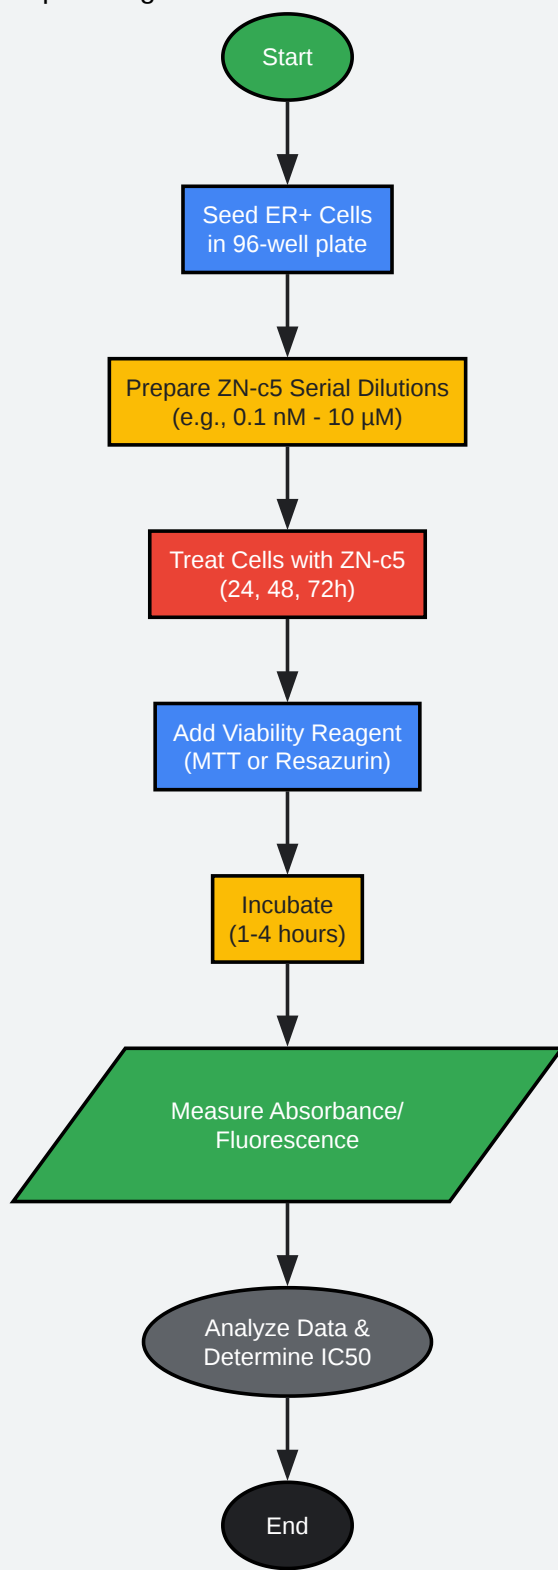 Start
Seed ER+ Cells
in 96-well plate
Prepare ZN-c5 Serial Dilutions
(e.g., 0.1 nM - 10 µM)
Treat Cells with ZN-c5
(24, 48, 72h)
Add Viability Reagent
(MTT or Resazurin)
Incubate
(1-4 hours)
Measure Absorbance/
Fluorescence
Analyze Data &
Determine IC50
End